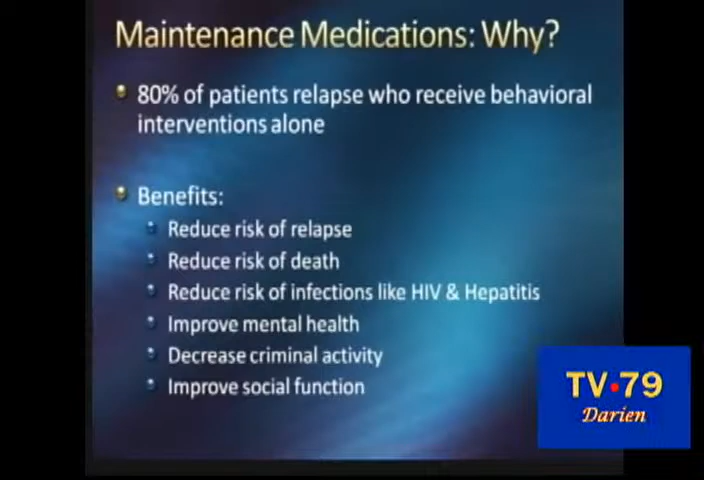 Maintenance Medications: Why?
80% of patients relapse who receive behavioral
interventions alone
Benefits:
Reduce risk of relapse
Reduce risk of death
Reduce risk of infections like HIV & Hepatitis
Improve mental health
Decrease criminal activity
Improve social function
TV•79
Darien